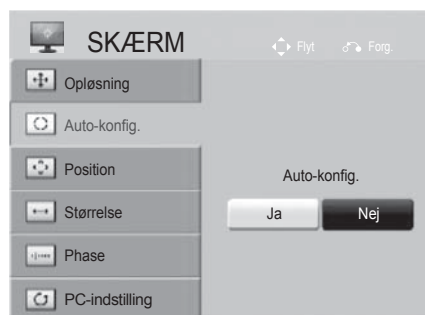 SKÆRM
Flyt Forg.
Opløsning
Auto-konfig.
Position
Størrelse
Phase
PC-indstilling
Auto-konfig.
Ja Nej